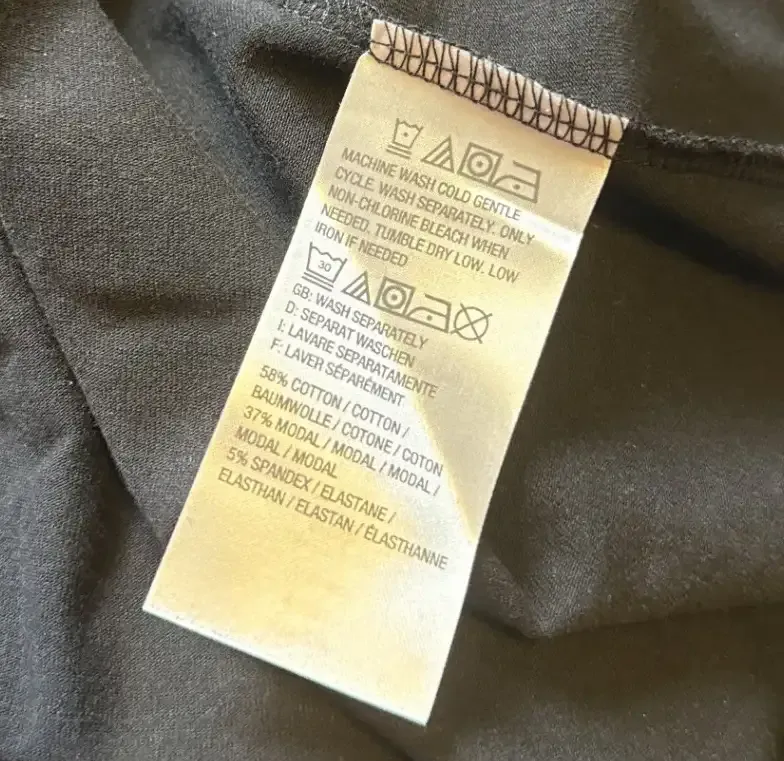 MACHINE WASH COLD GENTLE
CYCLE. WASH SEPARATELY. ONLY
NON-CHLORINE BLEACH WHEN
NEEDED. TUMBLE DRY LOW. LOW
IRON IF NEEDED
30
GB: WASH SEPARATELY
D: SEPARAT WASCHEN
I: LAVARE SEPARATAMENTE
F: LAVER SÉPARÉMENT
58% COTTON / COTTON /
BAUMWOLLE / COTONE / COTON
37% MODAL / MODAL / MODAL /
MODAL / MODAL
5% SPANDEX / ELASTANE /
ELASTHAN / ELASTAN / ÉLASTHANNE